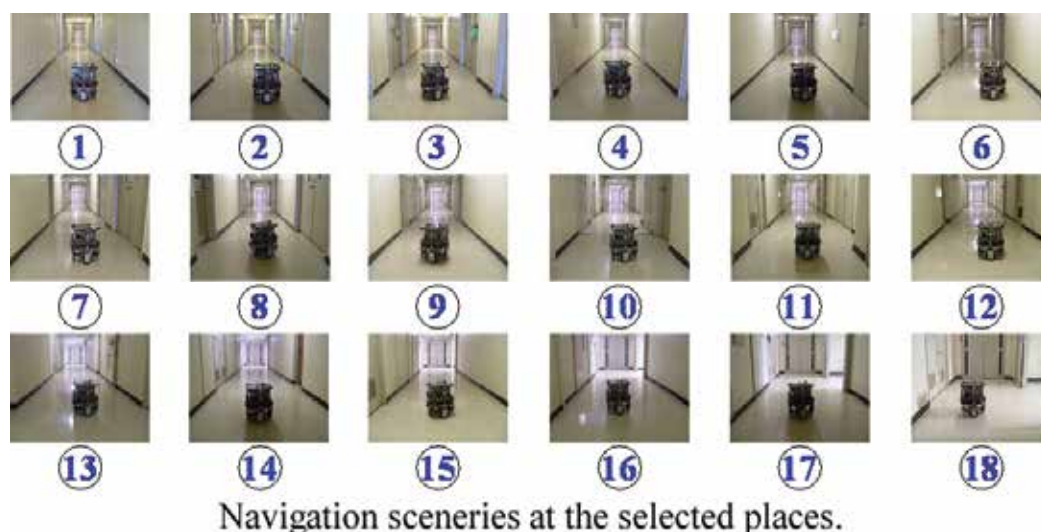 1 2 3 4 5 6
7 8 9 10 11 12
13 14 15 16 17 18
Navigation sceneries at the selected places.